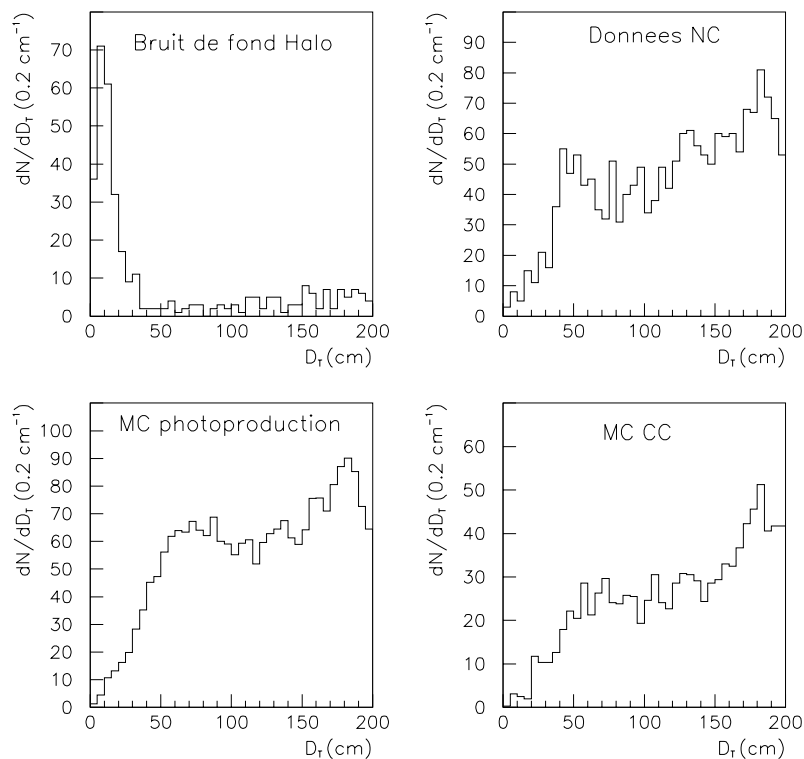 Bruit de fond Halo
dN/dD_T (0.2 cm⁻¹)
70
60
50
40
30
20
10
0
0 50 100 150 200
D_T (cm)
Donnees NC
dN/dD_T (0.2 cm⁻¹)
90
80
70
60
50
40
30
20
10
0
0 50 100 150 200
D_T (cm)
MC photoproduction
dN/dD_T (0.2 cm⁻¹)
100
90
80
70
60
50
40
30
20
10
0
0 50 100 150 200
D_T (cm)
MC CC
dN/dD_T (0.2 cm⁻¹)
60
50
40
30
20
10
0
0 50 100 150 200
D_T (cm)